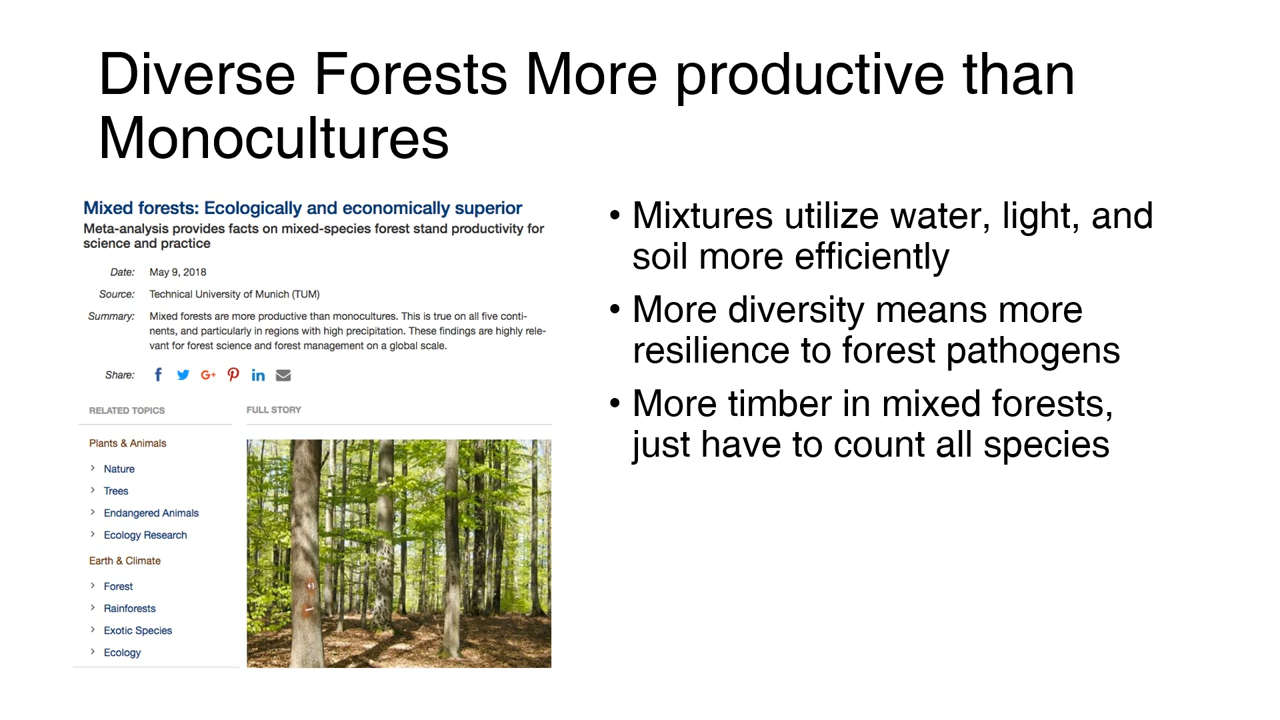 Diverse Forests More productive than
Monocultures
Mixed forests: Ecologically and economically superior
Meta-analysis provides facts on mixed-species forest stand productivity for
science and practice
Date: May 9, 2018
Source: Technical University of Munich (TUM)
Summary: Mixed forests are more productive than monocultures. This is true on all five conti-
nents, and particularly in regions with high precipitation. These findings are highly rele-
vant for forest science and forest management on a global scale.
Share: f G+ in
RELATED TOPICS
Plants & Animals
> Nature
> Trees
> Endangered Animals
> Ecology Research
Earth & Climate
> Forest
> Rainforests
> Exotic Species
> Ecology
FULL STORY
• Mixtures utilize water, light, and
soil more efficiently
• More diversity means more
resilience to forest pathogens
• More timber in mixed forests,
just have to count all species